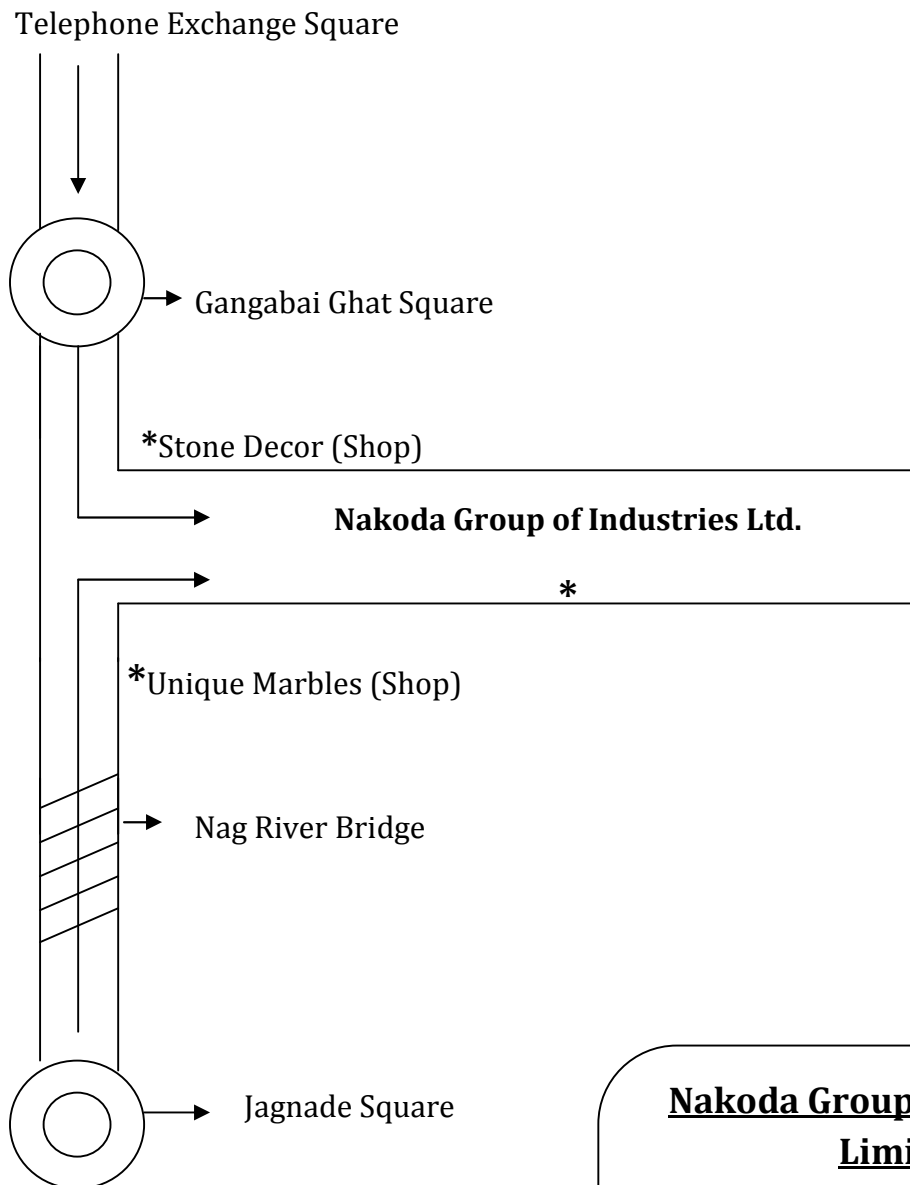 Telephone Exchange Square
Gangabai Ghat Square
*Stone Decor (Shop)
Nakoda Group of Industries Ltd.
*
*Unique Marbles (Shop)
Nag River Bridge
Jagnade Square
Nakoda Group